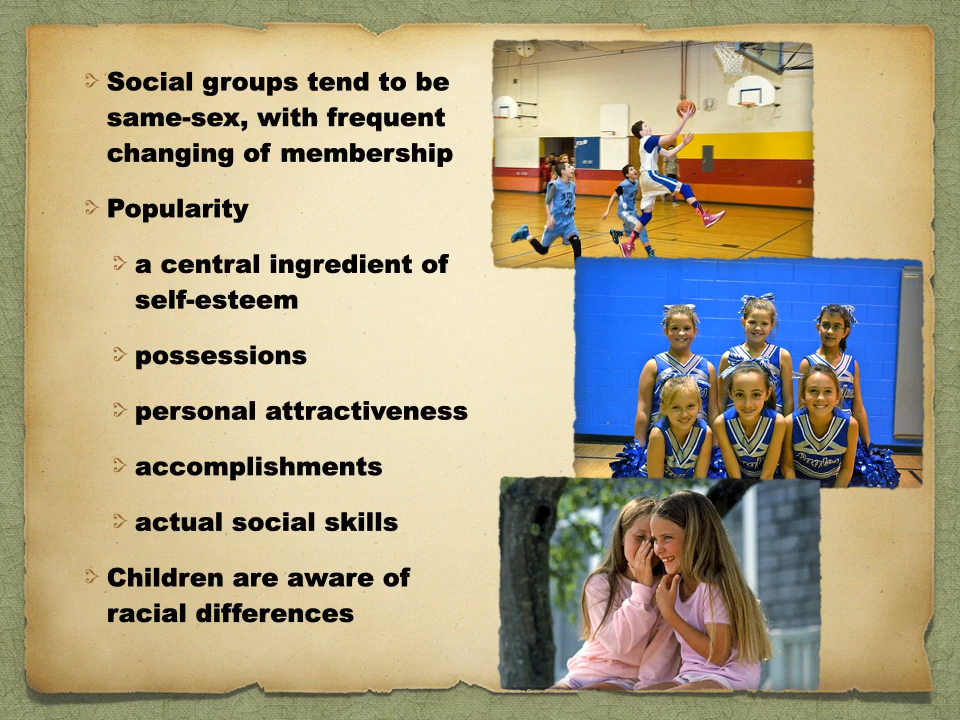 Social groups tend to be
same-sex, with frequent
changing of membership
Popularity
a central ingredient of
self-esteem
possessions
personal attractiveness
accomplishments
actual social skills
Children are aware of
racial differences